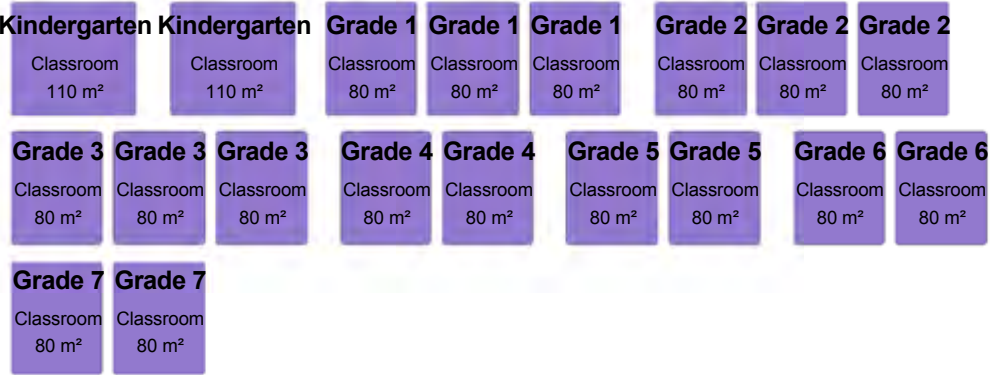 Kindergarten Kindergarten Grade 1 Grade 1 Grade 1 Grade 2 Grade 2 Grade 2
Classroom Classroom Classroom Classroom Classroom Classroom Classroom Classroom
110 m² 110 m² 80 m² 80 m² 80 m² 80 m² 80 m² 80 m²
Grade 3 Grade 3 Grade 3 Grade 4 Grade 4 Grade 5 Grade 5 Grade 6 Grade 6
Classroom Classroom Classroom Classroom Classroom Classroom Classroom Classroom Classroom
80 m² 80 m² 80 m² 80 m² 80 m² 80 m² 80 m² 80 m² 80 m²
Grade 7 Grade 7
Classroom Classroom
80 m² 80 m²